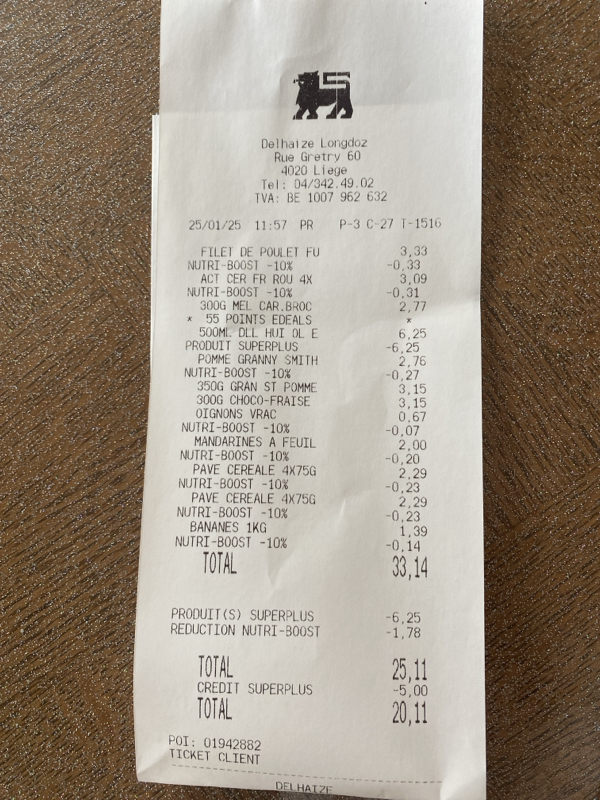 Delhaize Longdoz
Rue Gretry 60
4020 Liege
Tel: 04/342.49.02
TVA: BE 1007 962 632
25/01/25 11:57 PR P-3 C-27 T-1516
FILET DE POULET FU 3,33
NUTRI-BOOST -10% -0,33
ACT CER FR ROU 4X 3,09
NUTRI-BOOST -10% -0,31
300G MEL CAR.BROC 2,77
* 55 POINTS EDEALS *
500ML DLL HUI OL E 6,25
PRODUIT SUPERPLUS -6,25
POMME GRANNY SMITH 2,76
NUTRI-BOOST -10% -0,27
350G GRAN ST POMME 3,15
300G CHOCO-FRAISE 3,15
OIGNONS VRAC 0,67
NUTRI-BOOST -10% -0,07
MANDARINES A FEUIL 2,00
NUTRI-BOOST -10% -0,20
PAVE CEREALE 4X75G 2,29
NUTRI-BOOST -10% -0,23
PAVE CEREALE 4X75G 2,29
NUTRI-BOOST -10% -0,23
BANANES 1KG 1,39
NUTRI-BOOST -10% -0,14
TOTAL 33,14
PRODUIT(S) SUPERPLUS -6,25
REDUCTION NUTRI-BOOST -1,78
TOTAL 25,11
CREDIT SUPERPLUS -5,00
TOTAL 20,11
POI: 01942882
TICKET CLIENT
DELHAIZE